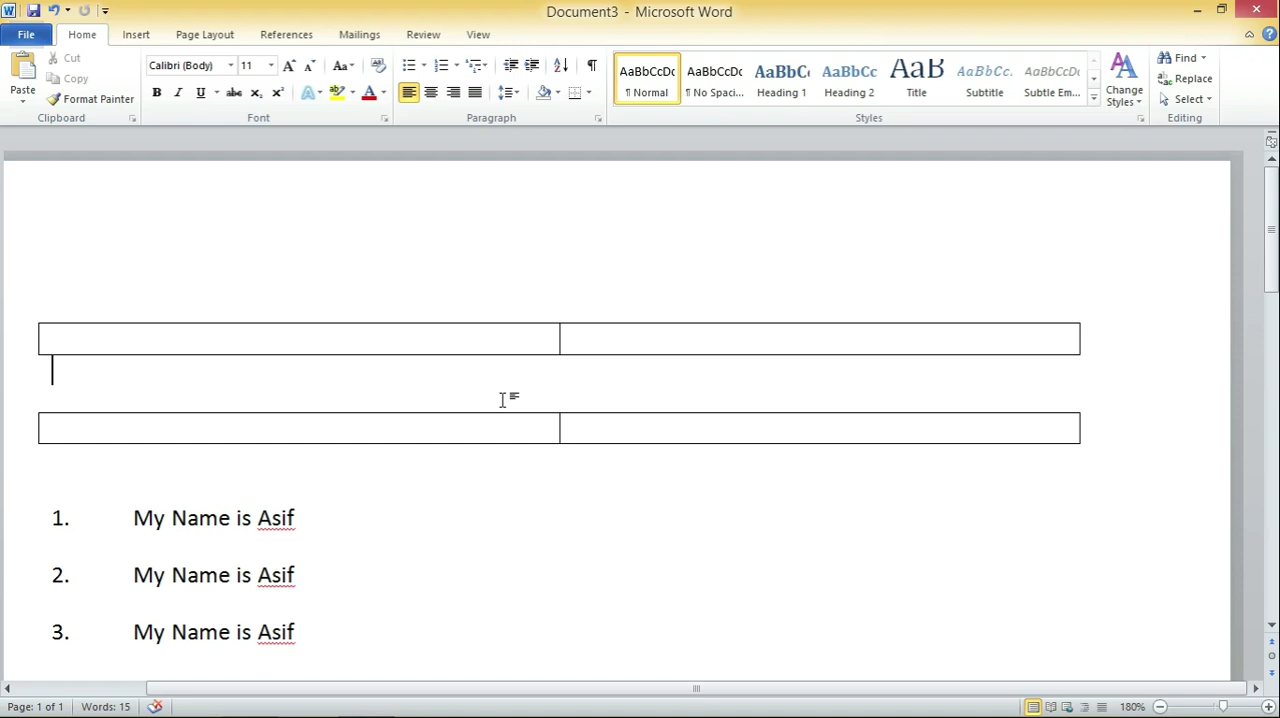 Document3 - Microsoft Word
File Home Insert Page Layout References Mailings Review View
Paste
Cut
Copy
Format Painter
Clipboard
Calibri (Body) 11
Font
Paragraph
AaBbCcDc AaBbCcDc AaBbC AaBbCc AaB AaBbCc. AaBbCcDc
¶ Normal ¶ No Spaci... Heading 1 Heading 2 Title Subtitle Subtle Em...
Styles
Change Styles
Find
Replace
Select
Editing
1. My Name is Asif
2. My Name is Asif
3. My Name is Asif
Page: 1 of 1 Words: 15 180%